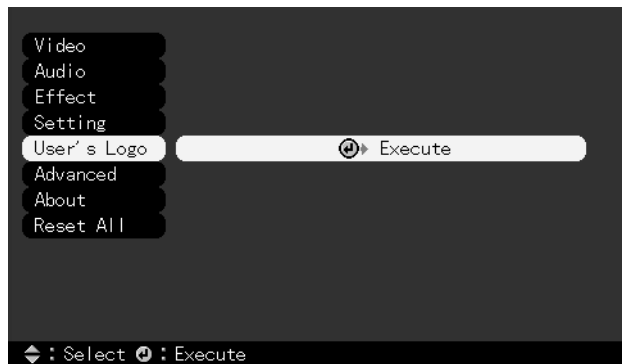 Video
Audio
Effect
Setting
User's Logo
Execute
Advanced
About
Reset All
: Select : Execute